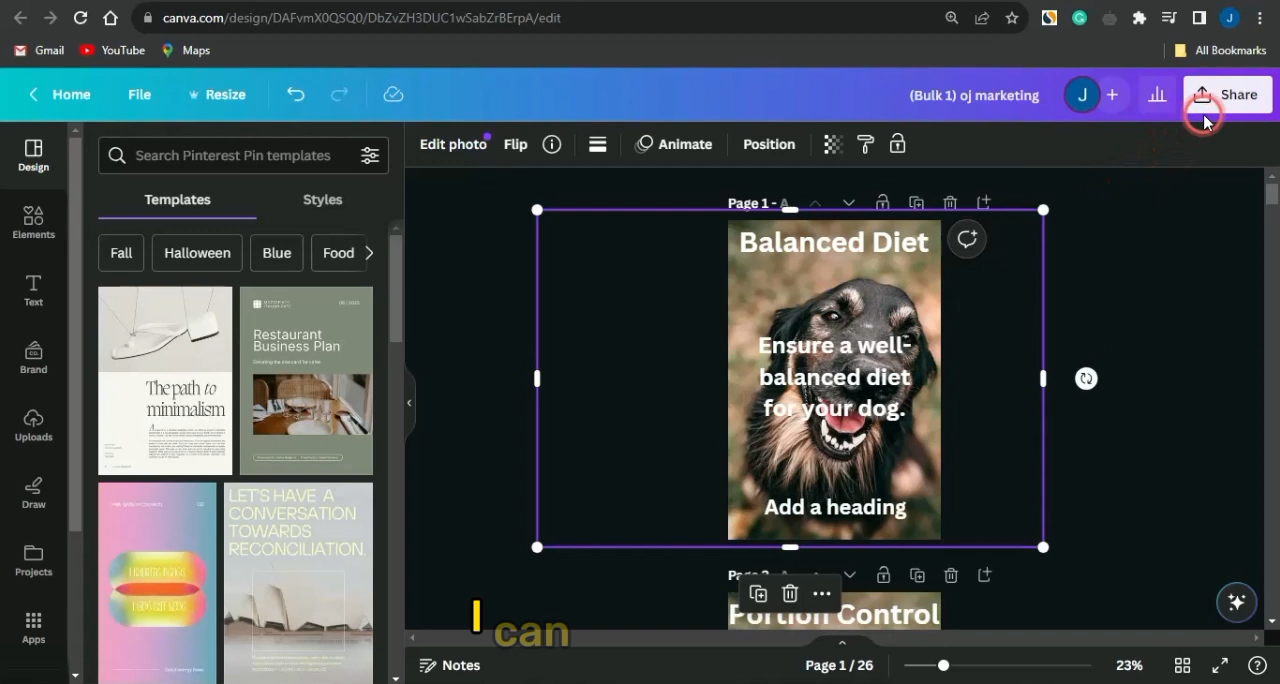 canva.com/design/DAFvmX0QSQ0/DbZvZH3DUC1wSabZrBErpA/edit
J
Gmail
YouTube
Maps
All Bookmarks
Home
File
Resize
(Bulk 1) oj marketing
J
Share
Design
Elements
Text
Brand
Uploads
Draw
Projects
Apps
Search Pinterest Pin templates
Templates
Styles
Fall
Halloween
Blue
Food
The path to
minimalism
Restaurant
Business Plan
LET'S HAVE A
CONVERSATION
TOWARDS
RECONCILIATION.
Edit photo
Flip
Animate
Position
Page 1 - A
Balanced Diet
Ensure a well-
balanced diet
for your dog.
Add a heading
Portion Control
I can
Notes
Page 1 / 26
23%